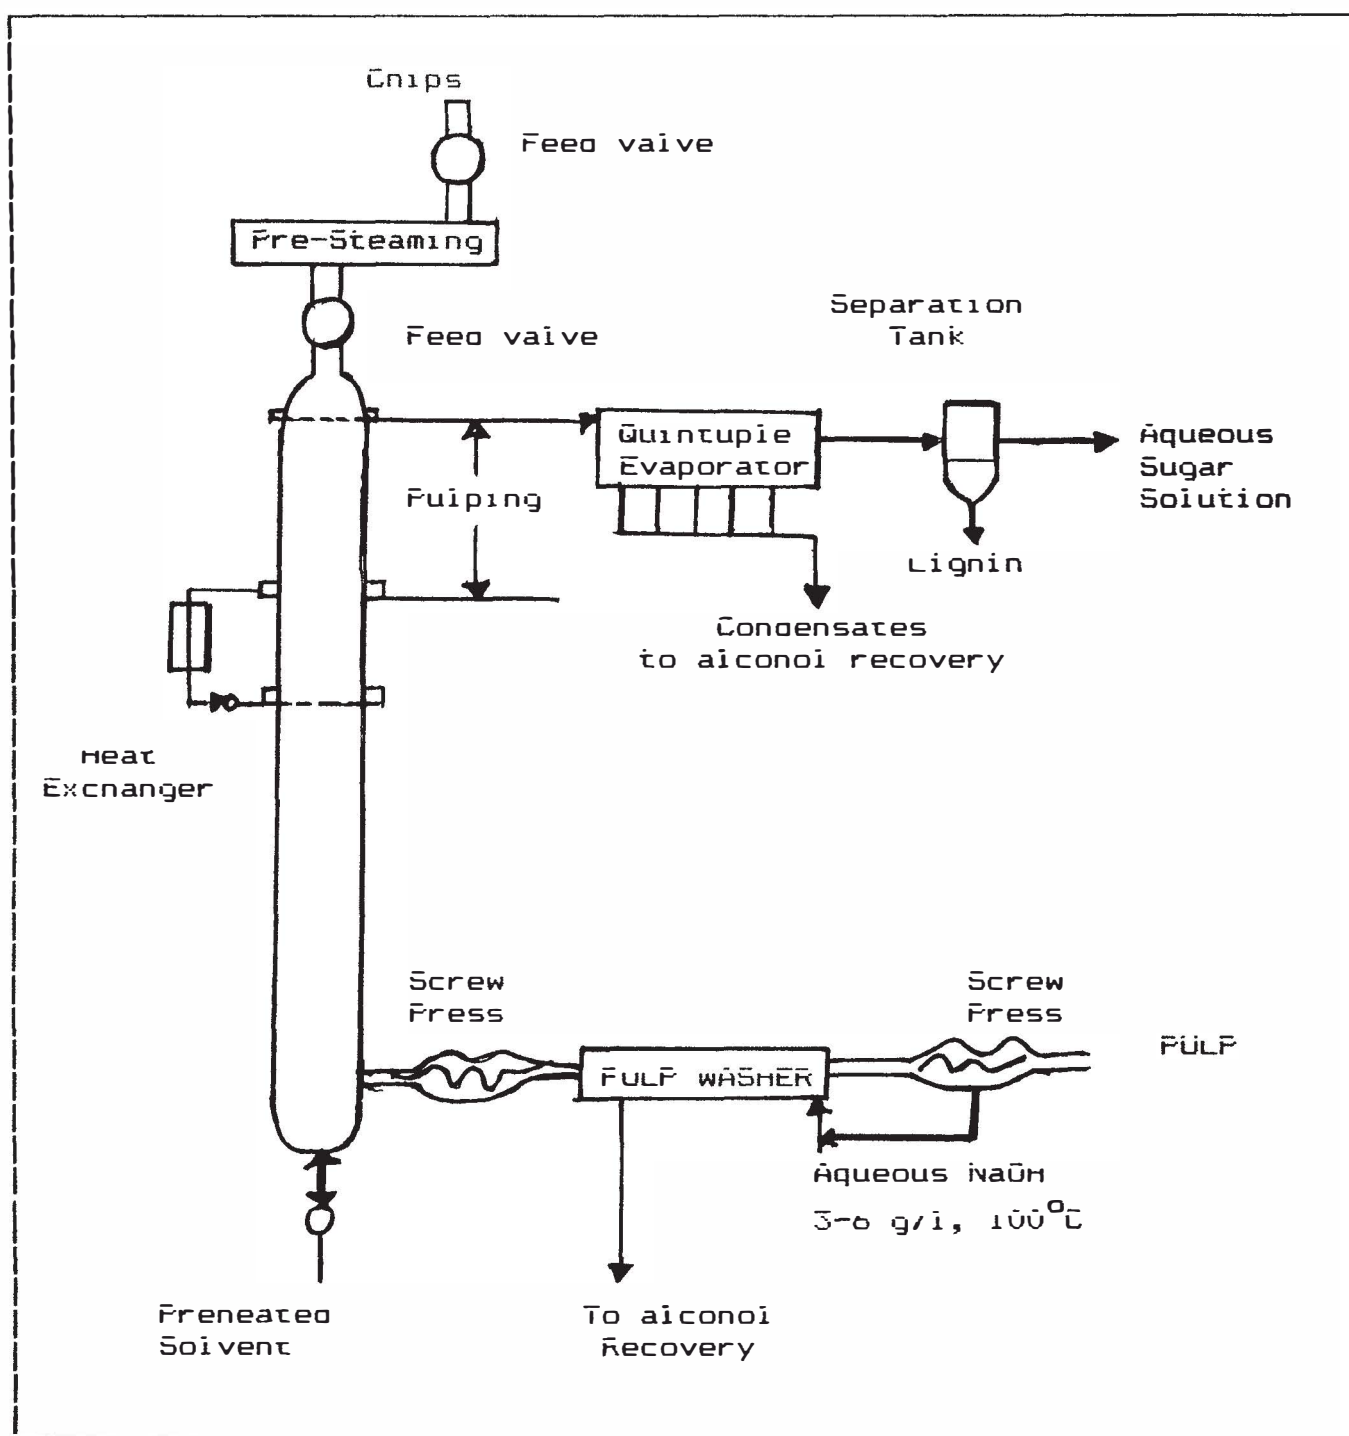 Chips
Feed valve
Pre-Steaming
Feed valve
Separation
Tank
Quintuple
Evaporator
Aqueous
Sugar
Solution
Pulping
Lignin
Condensates
to alcohol recovery
Heat
Exchanger
Screw
Press
Screw
Press
PULP
PULP WASHER
Aqueous NaOH
3-6 g/l, 100°C
Preheated
Solvent
To alcohol
Recovery